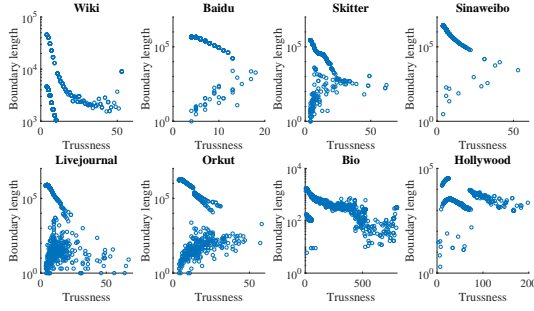 Wiki
Baidu
Skitter
Sinaweibo
Boundary length
10^5
10^4
10^3
0
50
Trussness
Boundary length
10^5
10^0
0
10
20
Trussness
Boundary length
10^5
10^0
0
50
Trussness
Boundary length
10^5
10^0
0
50
Trussness
Livejournal
Orkut
Bio
Hollywood
Boundary length
10^5
10^0
0
50
Trussness
Boundary length
10^5
10^0
0
50
Trussness
Boundary length
10^4
10^2
10^0
0
500
Trussness
Boundary length
10^5
10^0
0
100
200
Trussness